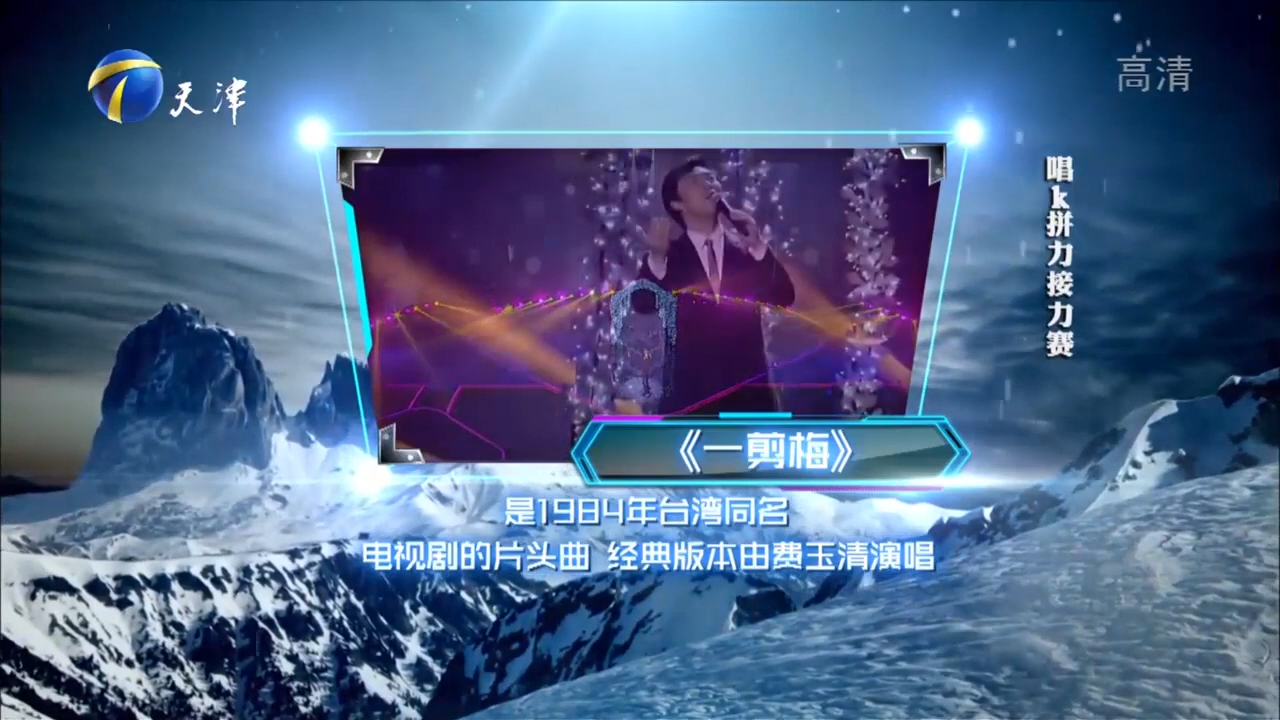 天津
高清
唱k拼力接力赛
《一剪梅》
是1984年台湾同名
电视剧的片头曲 经典版本由费玉清演唱